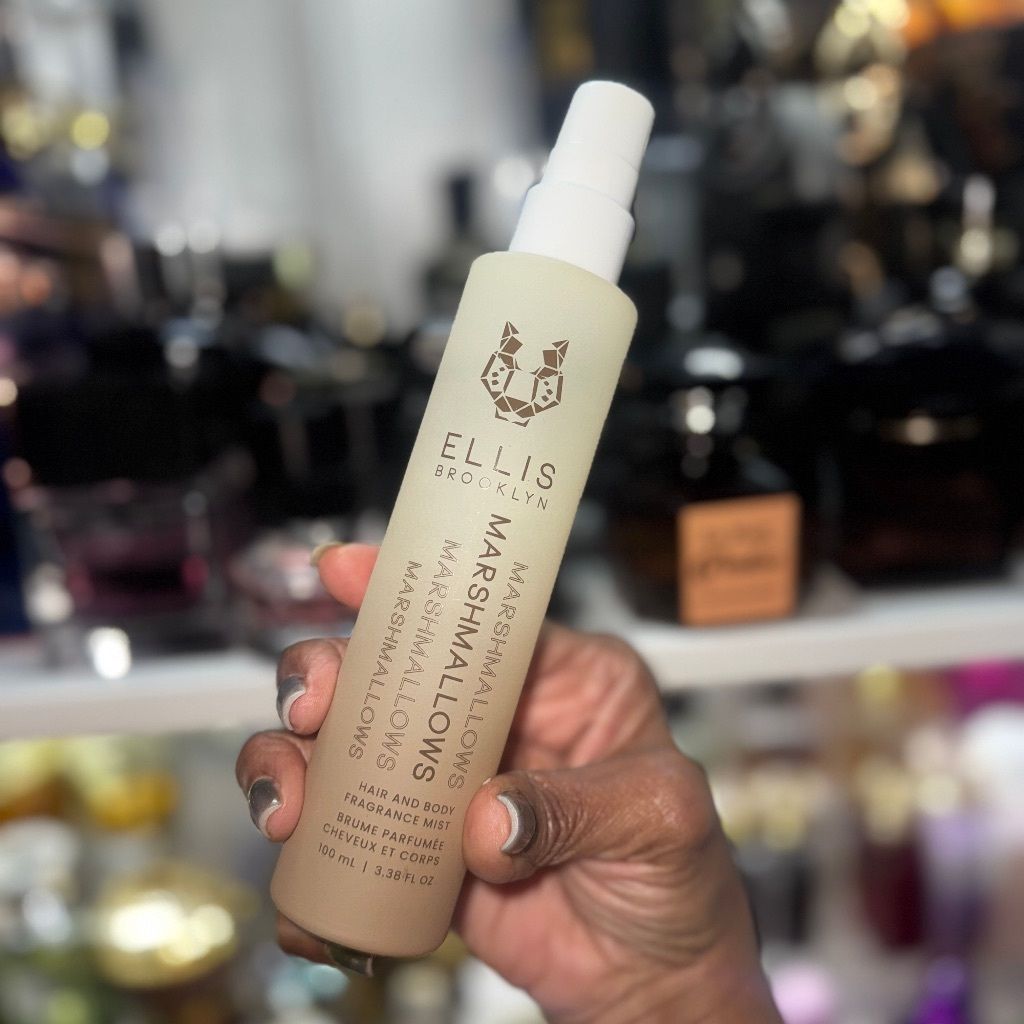 ELLIS
BROOKLYN
MARSHMALLOWS
MARSHMALLOWS
MARSHMALLOWS
MARSHMALLOWS
HAIR AND BODY
FRAGRANCE MIST
BRUME PARFUMÉE
CHEVEUX ET CORPS
100 mL | 3,38 FL OZ